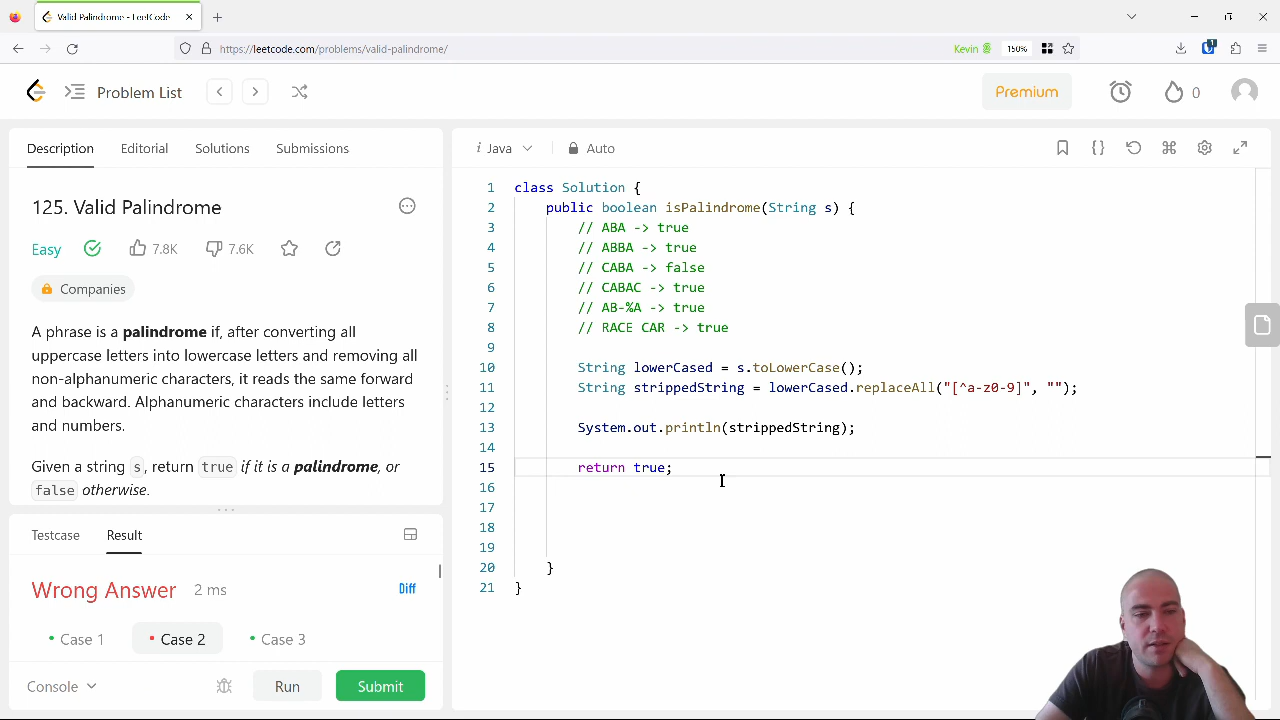 Valid Palindrome - LeetCode
https://leetcode.com/problems/valid-palindrome/
Kevin
150%
1
Problem List
Premium
0
Description
Editorial
Solutions
Submissions
125. Valid Palindrome
Easy
7.8K
7.6K
Companies
A phrase is a palindrome if, after converting all
uppercase letters into lowercase letters and removing all
non-alphanumeric characters, it reads the same forward
and backward. Alphanumeric characters include letters
and numbers.
Given a string s, return true if it is a palindrome, or
false otherwise.
Testcase
Result
Wrong Answer 2 ms
Diff
Case 1
Case 2
Case 3
Console
Run
Submit
i Java
Auto
{}
1 class Solution {
2 public boolean isPalindrome(String s) {
3 // ABA -> true
4 // ABBA -> true
5 // CABA -> false
6 // CABAC -> true
7 // AB-%A -> true
8 // RACE CAR -> true
9
10 String lowerCased = s.toLowerCase();
11 String strippedString = lowerCased.replaceAll("[^a-z0-9]", "");
12
13 System.out.println(strippedString);
14
15 return true;
16
17
18
19
20 }
21 }